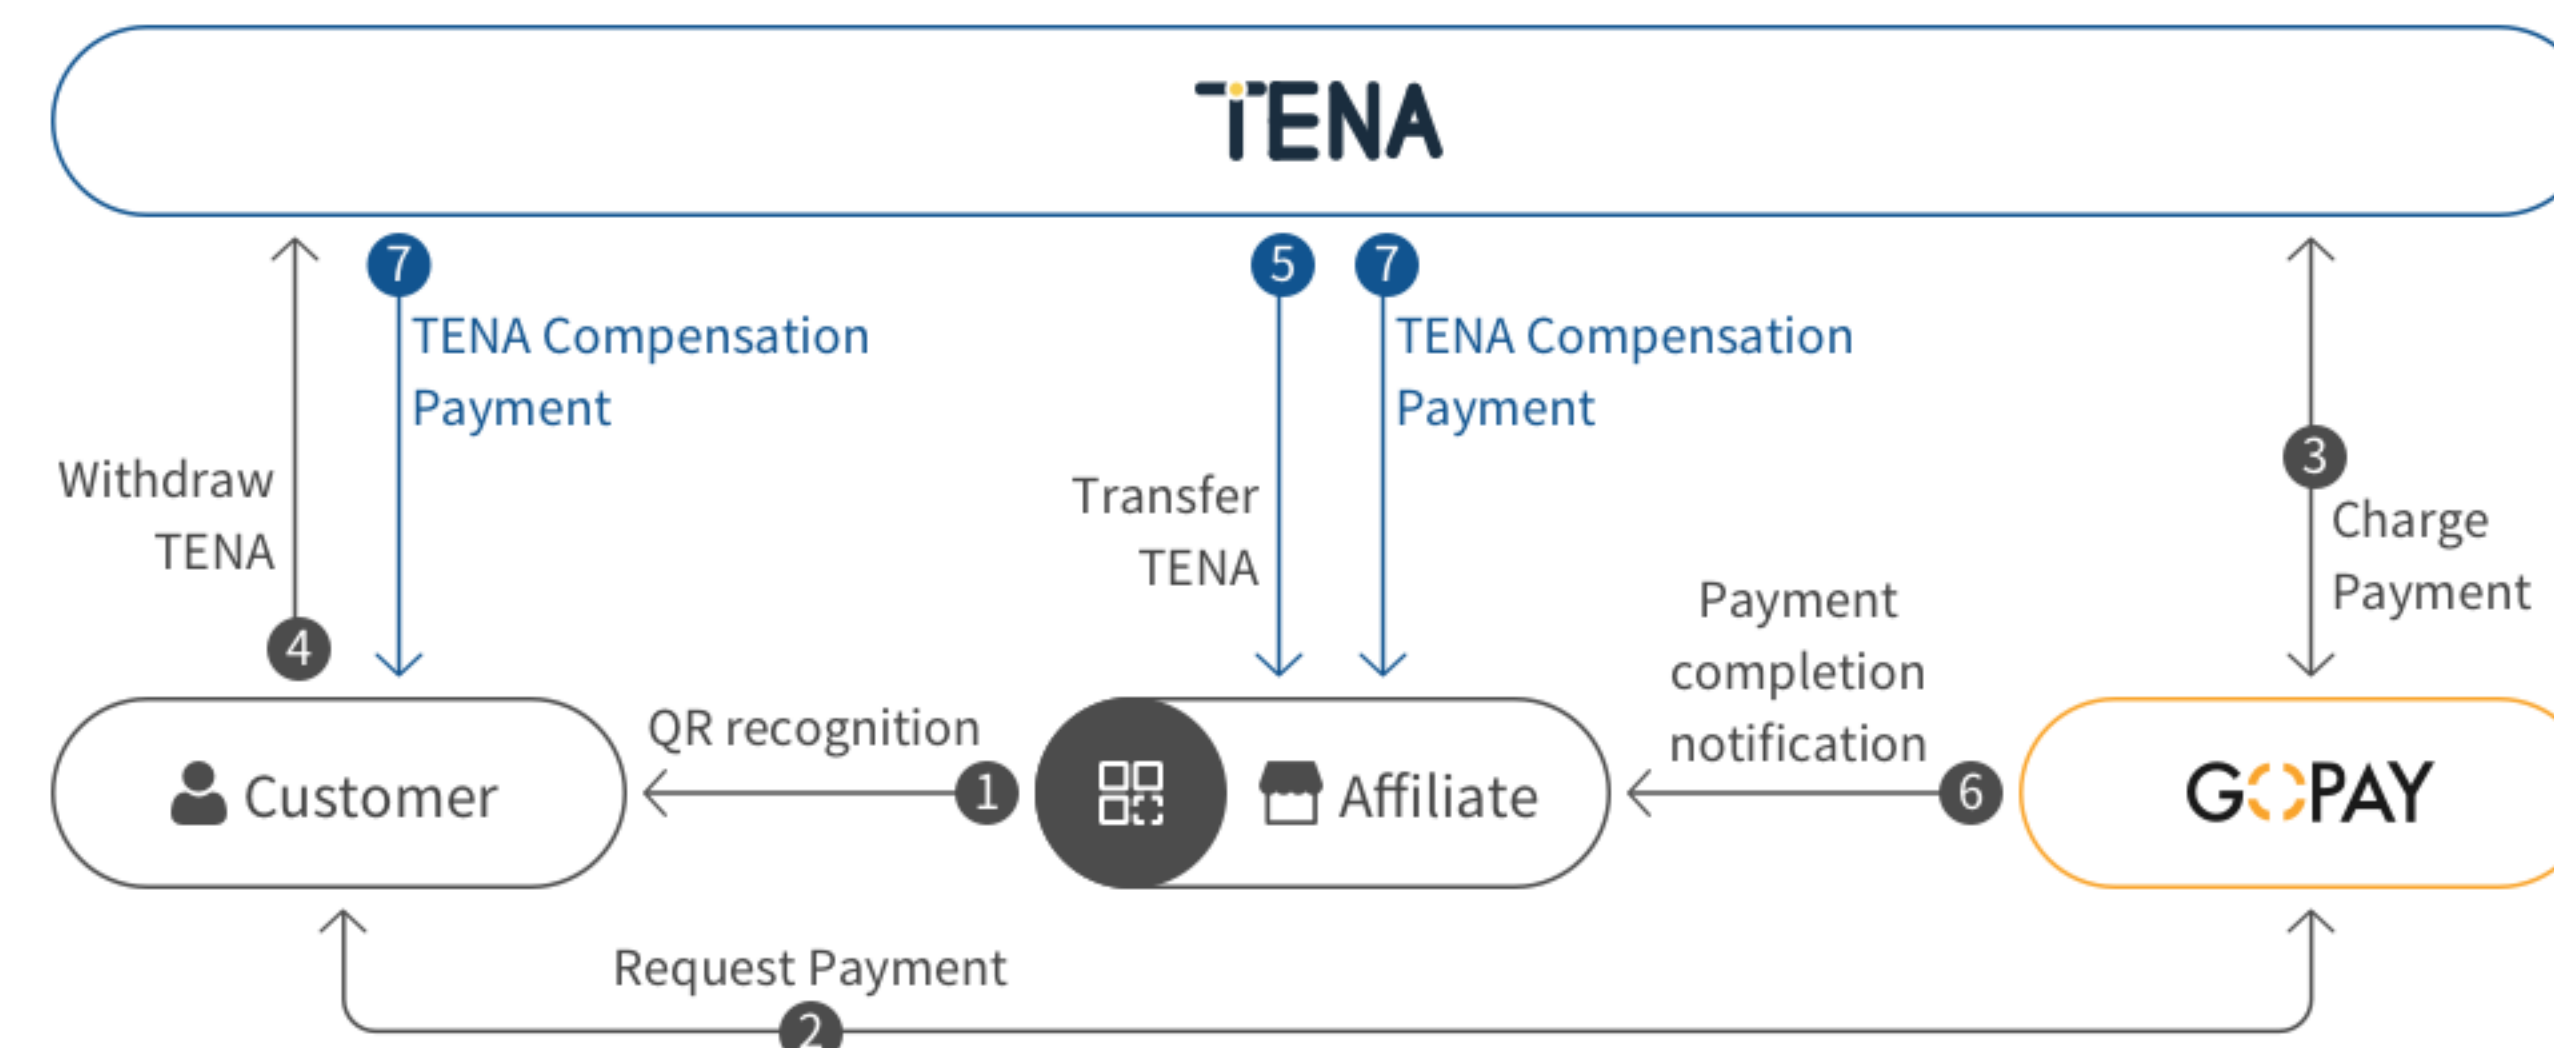 TENA
7
TENA Compensation
Payment
5
7
TENA Compensation
Payment
3
Charge
Payment
Withdraw
TENA
4
Transfer
TENA
Payment
completion
notification
6
QR recognition
1
Customer
Affiliate
GOPAY
Request Payment
2